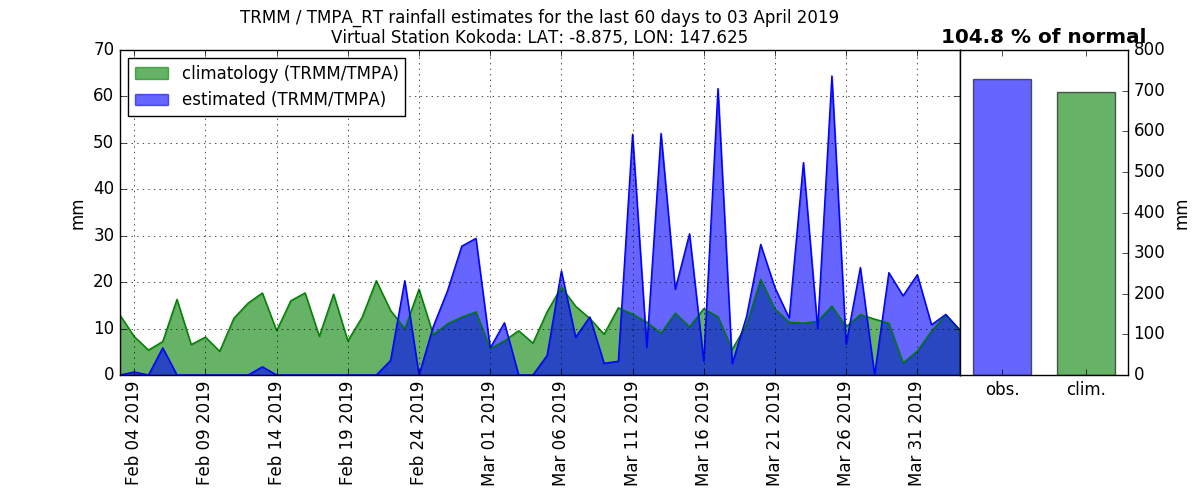 TRMM / TMPA_RT rainfall estimates for the last 60 days to 03 April 2019
Virtual Station Kokoda: LAT: -8.875, LON: 147.625
104.8 % of normal
climatology (TRMM/TMPA)
estimated (TRMM/TMPA)
70
60
50
40
30
20
10
0
mm
Feb 04 2019
Feb 09 2019
Feb 14 2019
Feb 19 2019
Feb 24 2019
Mar 01 2019
Mar 06 2019
Mar 11 2019
Mar 16 2019
Mar 21 2019
Mar 26 2019
Mar 31 2019
obs.
clim.
800
700
600
500
400
300
200
100
0
mm